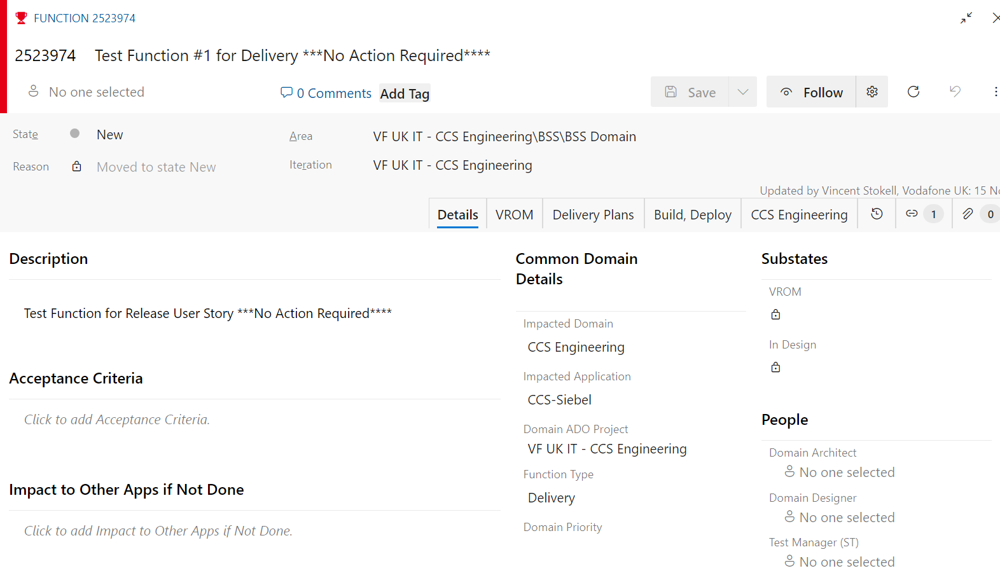 FUNCTION 2523974
2523974 Test Function #1 for Delivery ***No Action Required****
No one selected
0 Comments
Add Tag
Save
Follow
State
New
Area
VF UK IT - CCS Engineering\BSS\BSS Domain
Reason
Moved to state New
Iteration
VF UK IT - CCS Engineering
Updated by Vincent Stokell, Vodafone UK: 15
Details
VROM
Delivery Plans
Build, Deploy
CCS Engineering
1
0
Description
Test Function for Release User Story ***No Action Required****
Acceptance Criteria
Click to add Acceptance Criteria.
Impact to Other Apps if Not Done
Click to add Impact to Other Apps if Not Done.
Common Domain
Details
Impacted Domain
CCS Engineering
Impacted Application
CCS-Siebel
Domain ADO Project
VF UK IT - CCS Engineering
Function Type
Delivery
Domain Priority
Substates
VROM
In Design
People
Domain Architect
No one selected
Domain Designer
No one selected
Test Manager (ST)
No one selected